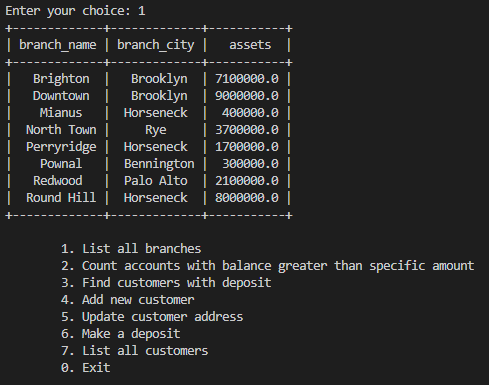 Enter your choice: 1
+-------------+-------------+-----------+
| branch_name | branch_city |   assets  |
+-------------+-------------+-----------+
|   Brighton  |   Brooklyn  | 7100000.0 |
|   Downtown  |   Brooklyn  | 9000000.0 |
|    Mianus   |  Horseneck  |  400000.0 |
|  North Town |     Rye     | 3700000.0 |
|  Perryridge |  Horseneck  | 1700000.0 |
|    Pownal   |  Bennington |  300000.0 |
|   Redwood   |  Palo Alto  | 2100000.0 |
|  Round Hill |  Horseneck  | 8000000.0 |
+-------------+-------------+-----------+
1. List all branches
2. Count accounts with balance greater than specific amount
3. Find customers with deposit
4. Add new customer
5. Update customer address
6. Make a deposit
7. List all customers
0. Exit